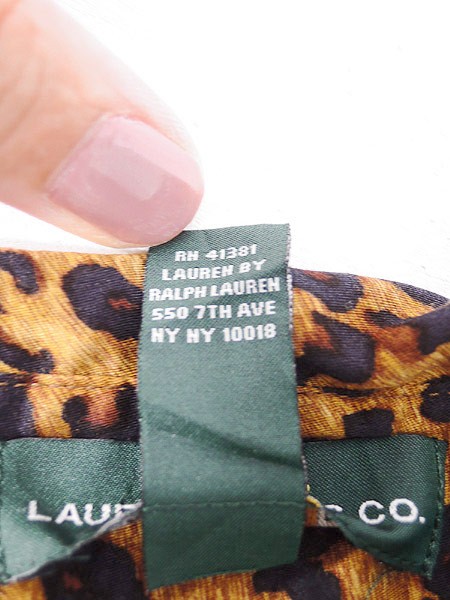 RN 41381
LAUREN BY
RALPH LAUREN
550 7TH AVE
NY NY 10018
CO.